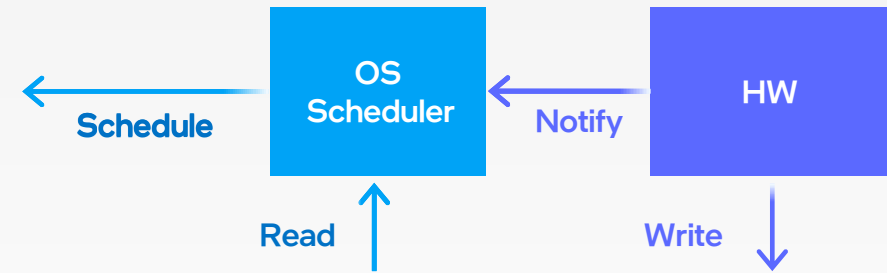 OS
Scheduler
HW
Schedule
Notify
Read
Write